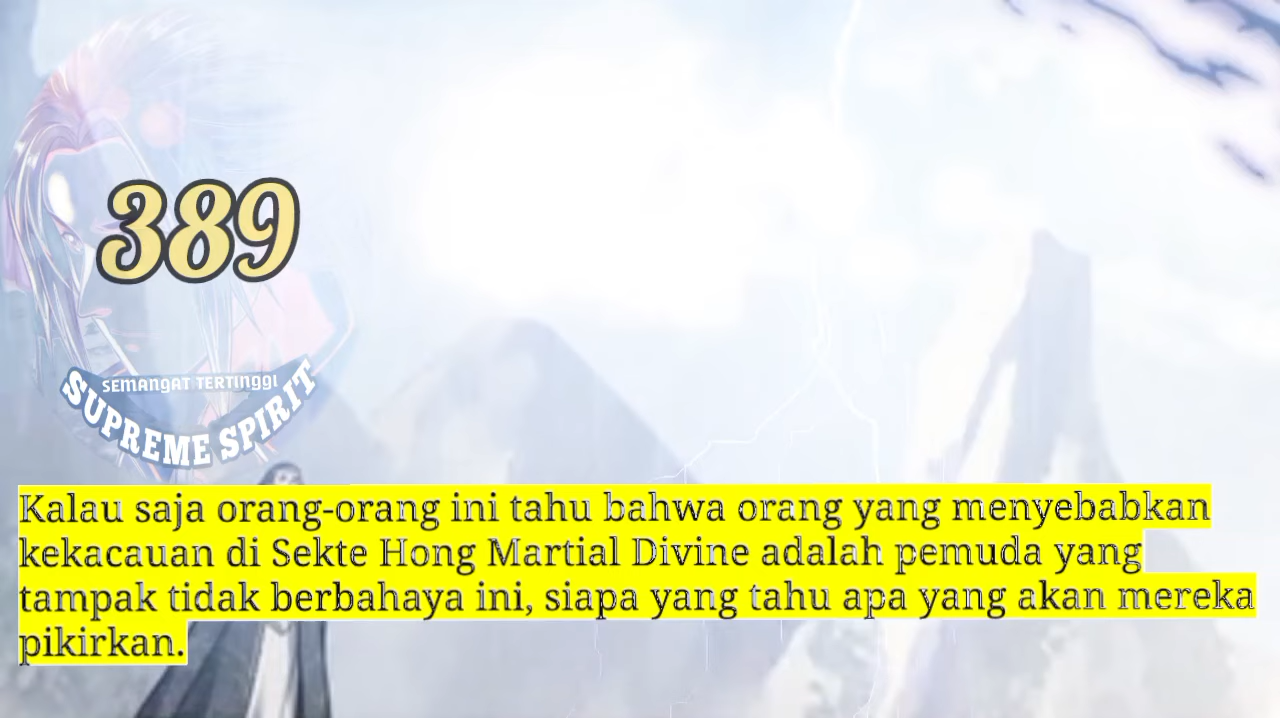 389
SEMANGAT TERTINGGI
SUPREME SPIRIT
Kalau saja orang-orang ini tahu bahwa orang yang menyebabkan
kekacauan di Sekte Hong Martial Divine adalah pemuda yang
tampak tidak berbahaya ini, siapa yang tahu apa yang akan mereka
pikirkan.